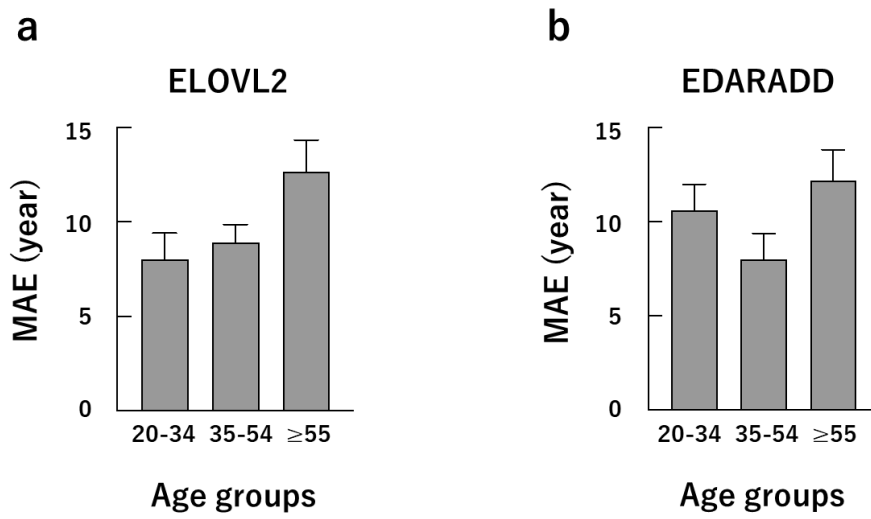 a
ELOVL2
15
10
5
0
MAE (year)
20-34 35-54 ≥55
Age groups
b
EDARADD
15
10
5
0
MAE (year)
20-34 35-54 ≥55
Age groups